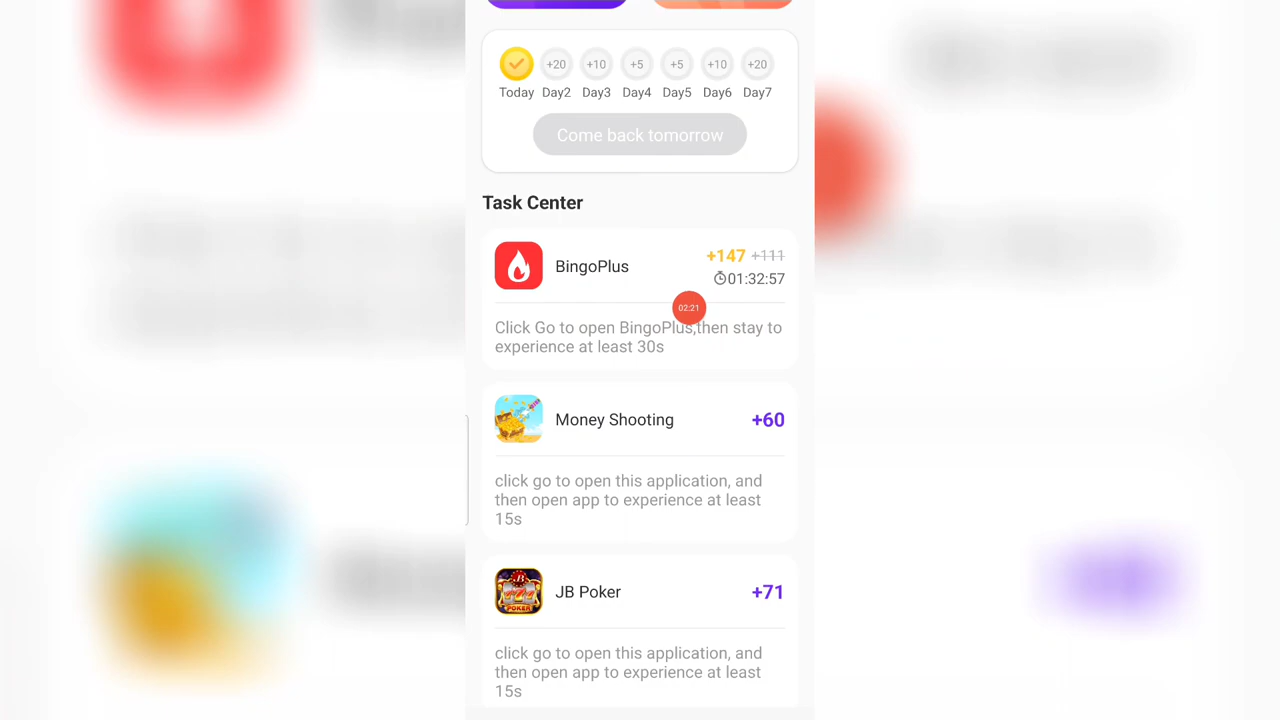 +20 +10 +5 +5 +10 +20
Today Day2 Day3 Day4 Day5 Day6 Day7
Come back tomorrow
Task Center
BingoPlus
+147 +111
01:32:57
02:21
Click Go to open BingoPlus,then stay to
experience at least 30s
Money Shooting
+60
click go to open this application, and
then open app to experience at least
15s
JB Poker
+71
click go to open this application, and
then open app to experience at least
15s